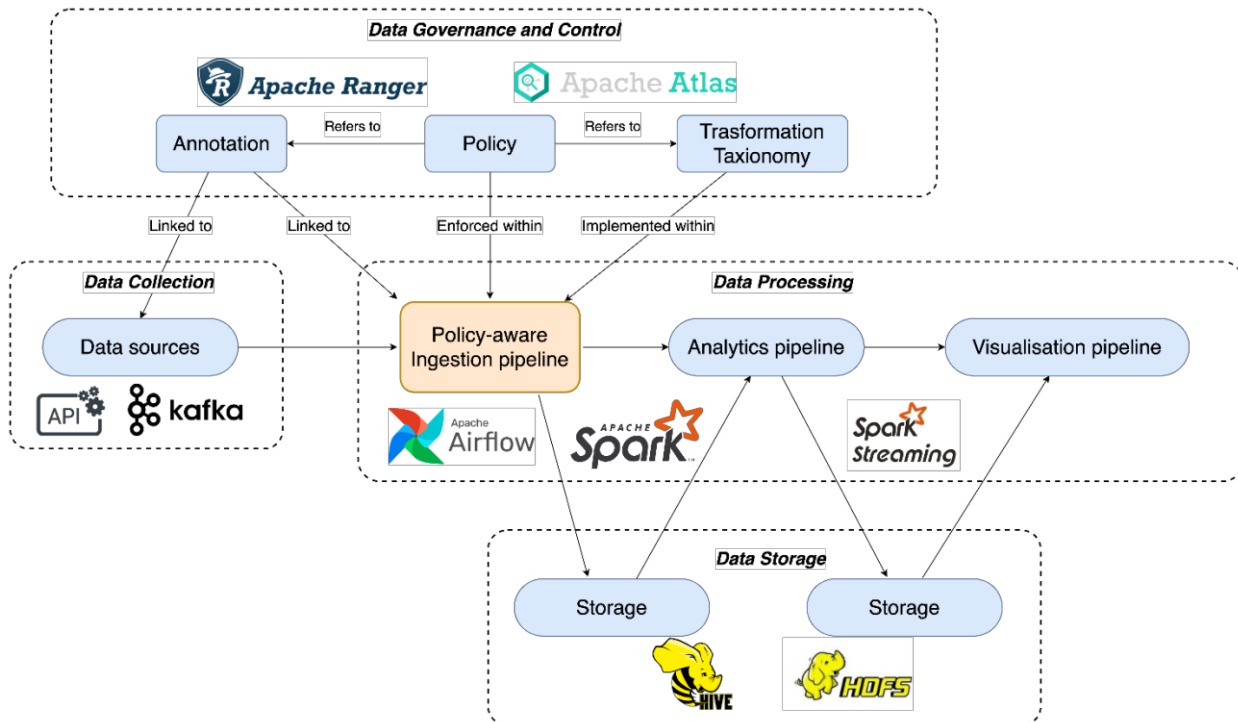 Data Governance and Control
R
Apache Ranger
Apache Atlas
Annotation
Refers to
Policy
Refers to
Trasformation
Taxionomy
Linked to
Linked to
Enforced within
Implemented within
Data Collection
Data Processing
Data sources
Policy-aware
Ingestion pipeline
Analytics pipeline
Visualisation pipeline
API
kafka
Apache
Airflow
APACHE
Spark
Spark
Streaming
Data Storage
Storage
Storage
HIVE
HDFS